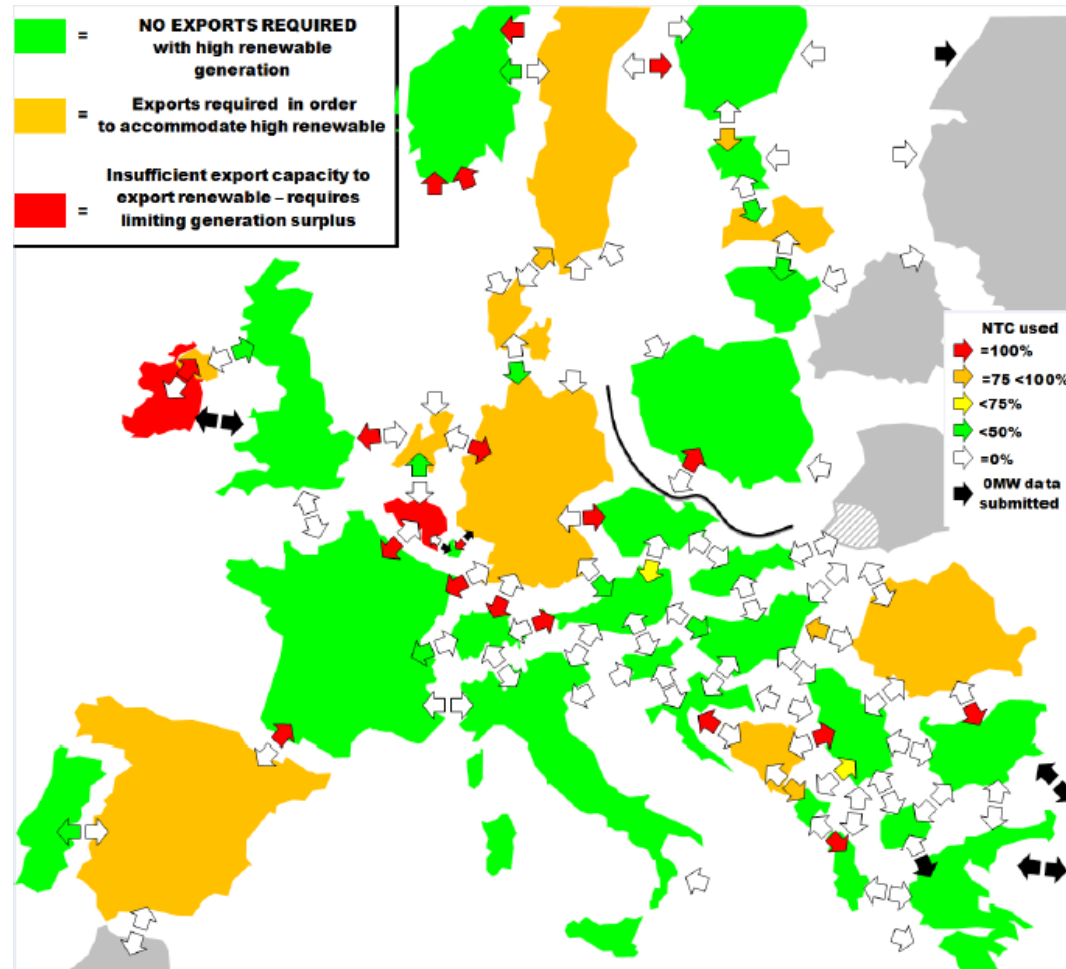 = NO EXPORTS REQUIRED
with high renewable
generation
= Exports required in order
to accommodate high renewable
Insufficient export capacity to
= export renewable – requires
limiting generation surplus
NTC used
=100%
=75 <100%
<75%
<50%
=0%
0MW data
submitted